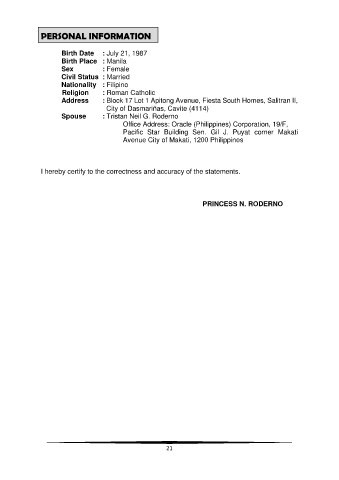 PERSONAL INFORMATION
Birth Date : July 21, 1987
Birth Place : Manila
Sex : Female
Civil Status : Married
Nationality : Filipino
Religion : Roman Catholic
Address : Block 17 Lot 1 Apitong Avenue, Fiesta South Homes, Salitran II,
City of Dasmariñas, Cavite (4114)
Spouse : Tristan Neil G. Roderno
Office Address: Oracle (Philippines) Corporation, 19/F,
Pacific Star Building Sen. Gil J. Puyat corner Makati
Avenue City of Makati, 1200 Philippines
I hereby certify to the correctness and accuracy of the statements.
PRINCESS N. RODERNO
21